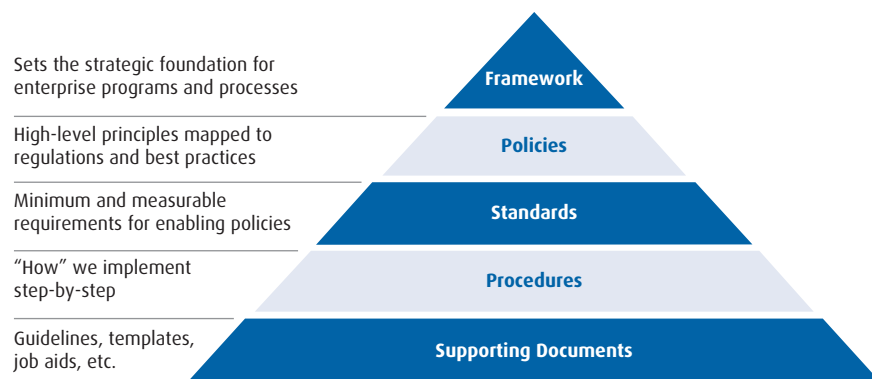 Sets the strategic foundation for
enterprise programs and processes
Framework
High-level principles mapped to
regulations and best practices
Policies
Minimum and measurable
requirements for enabling policies
Standards
“How” we implement
step-by-step
Procedures
Guidelines, templates,
job aids, etc.
Supporting Documents